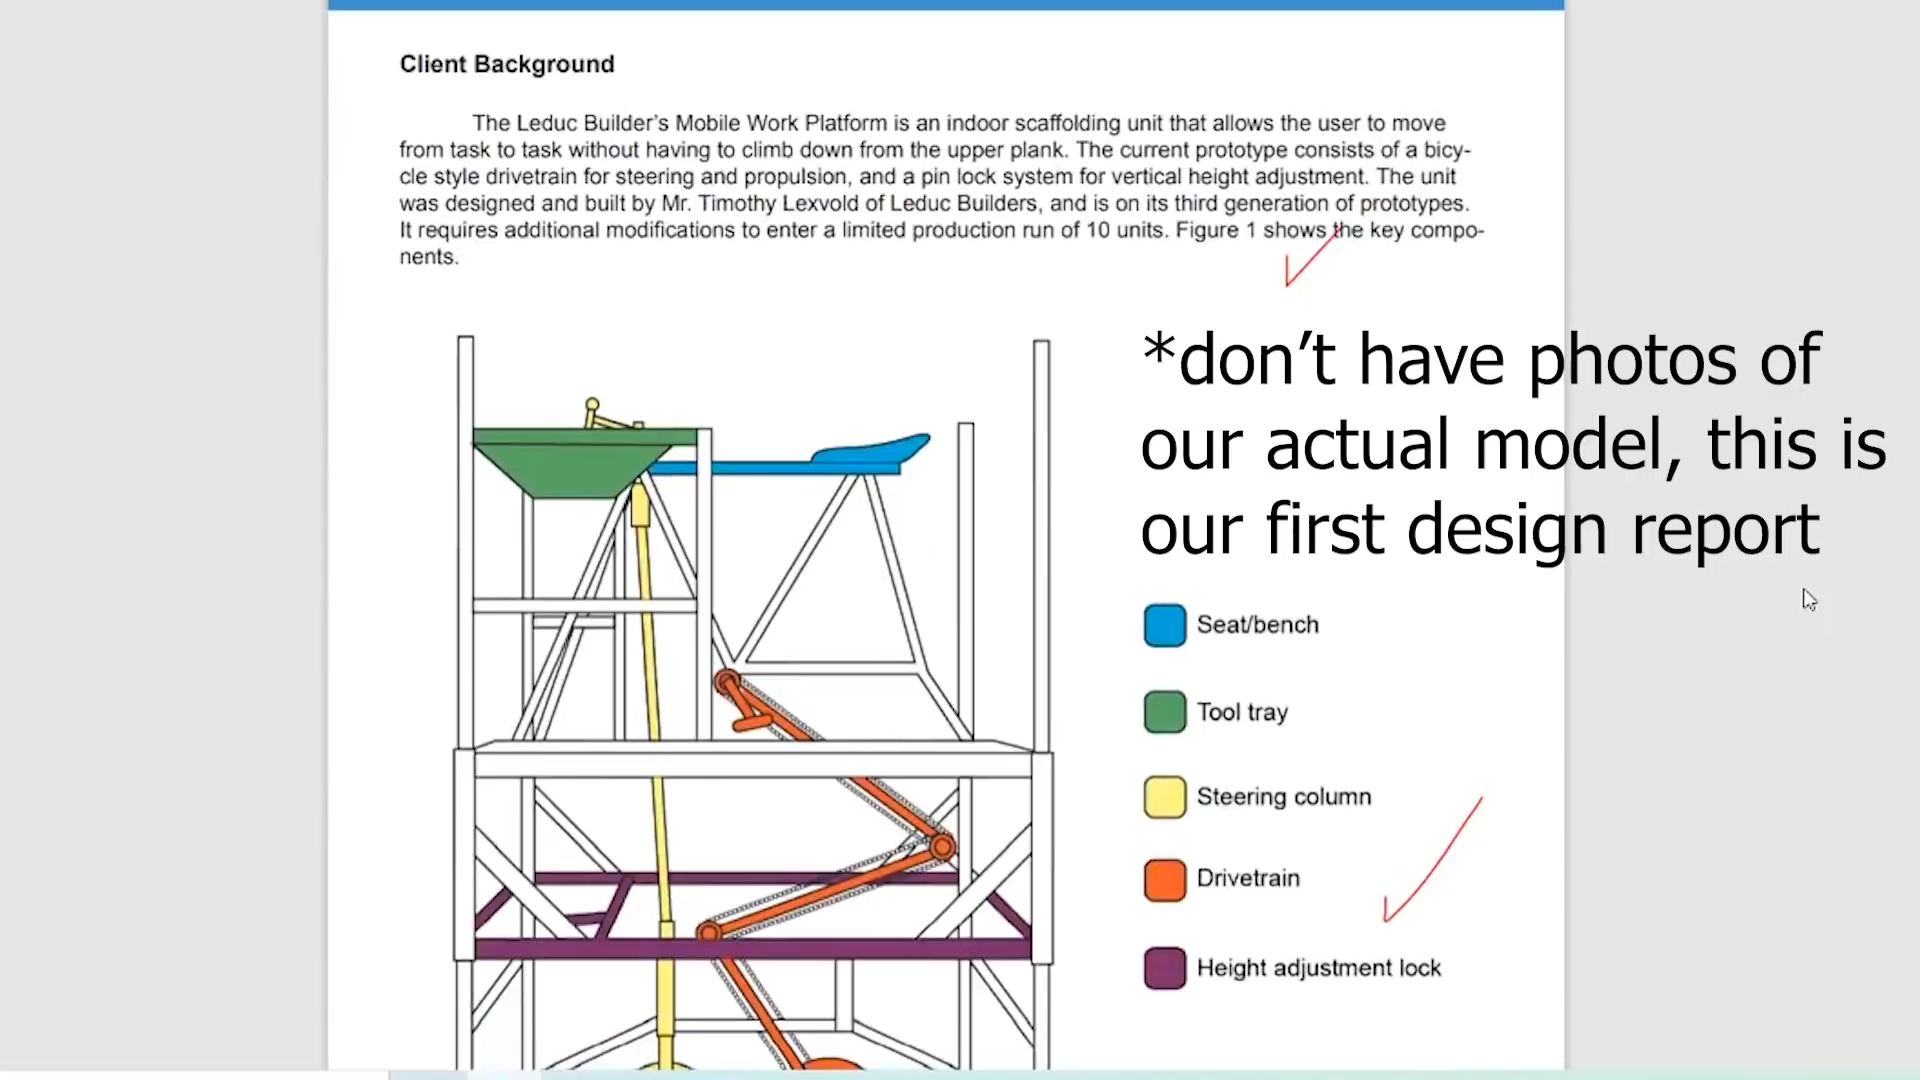 Client Background
The Leduc Builder's Mobile Work Platform is an indoor scaffolding unit that allows the user to move
from task to task without having to climb down from the upper plank. The current prototype consists of a bicy-
cle style drivetrain for steering and propulsion, and a pin lock system for vertical height adjustment. The unit
was designed and built by Mr. Timothy Lexvold of Leduc Builders, and is on its third generation of prototypes.
It requires additional modifications to enter a limited production run of 10 units. Figure 1 shows the key compo-
nents.
*don't have photos of
our actual model, this is
our first design report
Seat/bench
Tool tray
Steering column
Drivetrain
Height adjustment lock